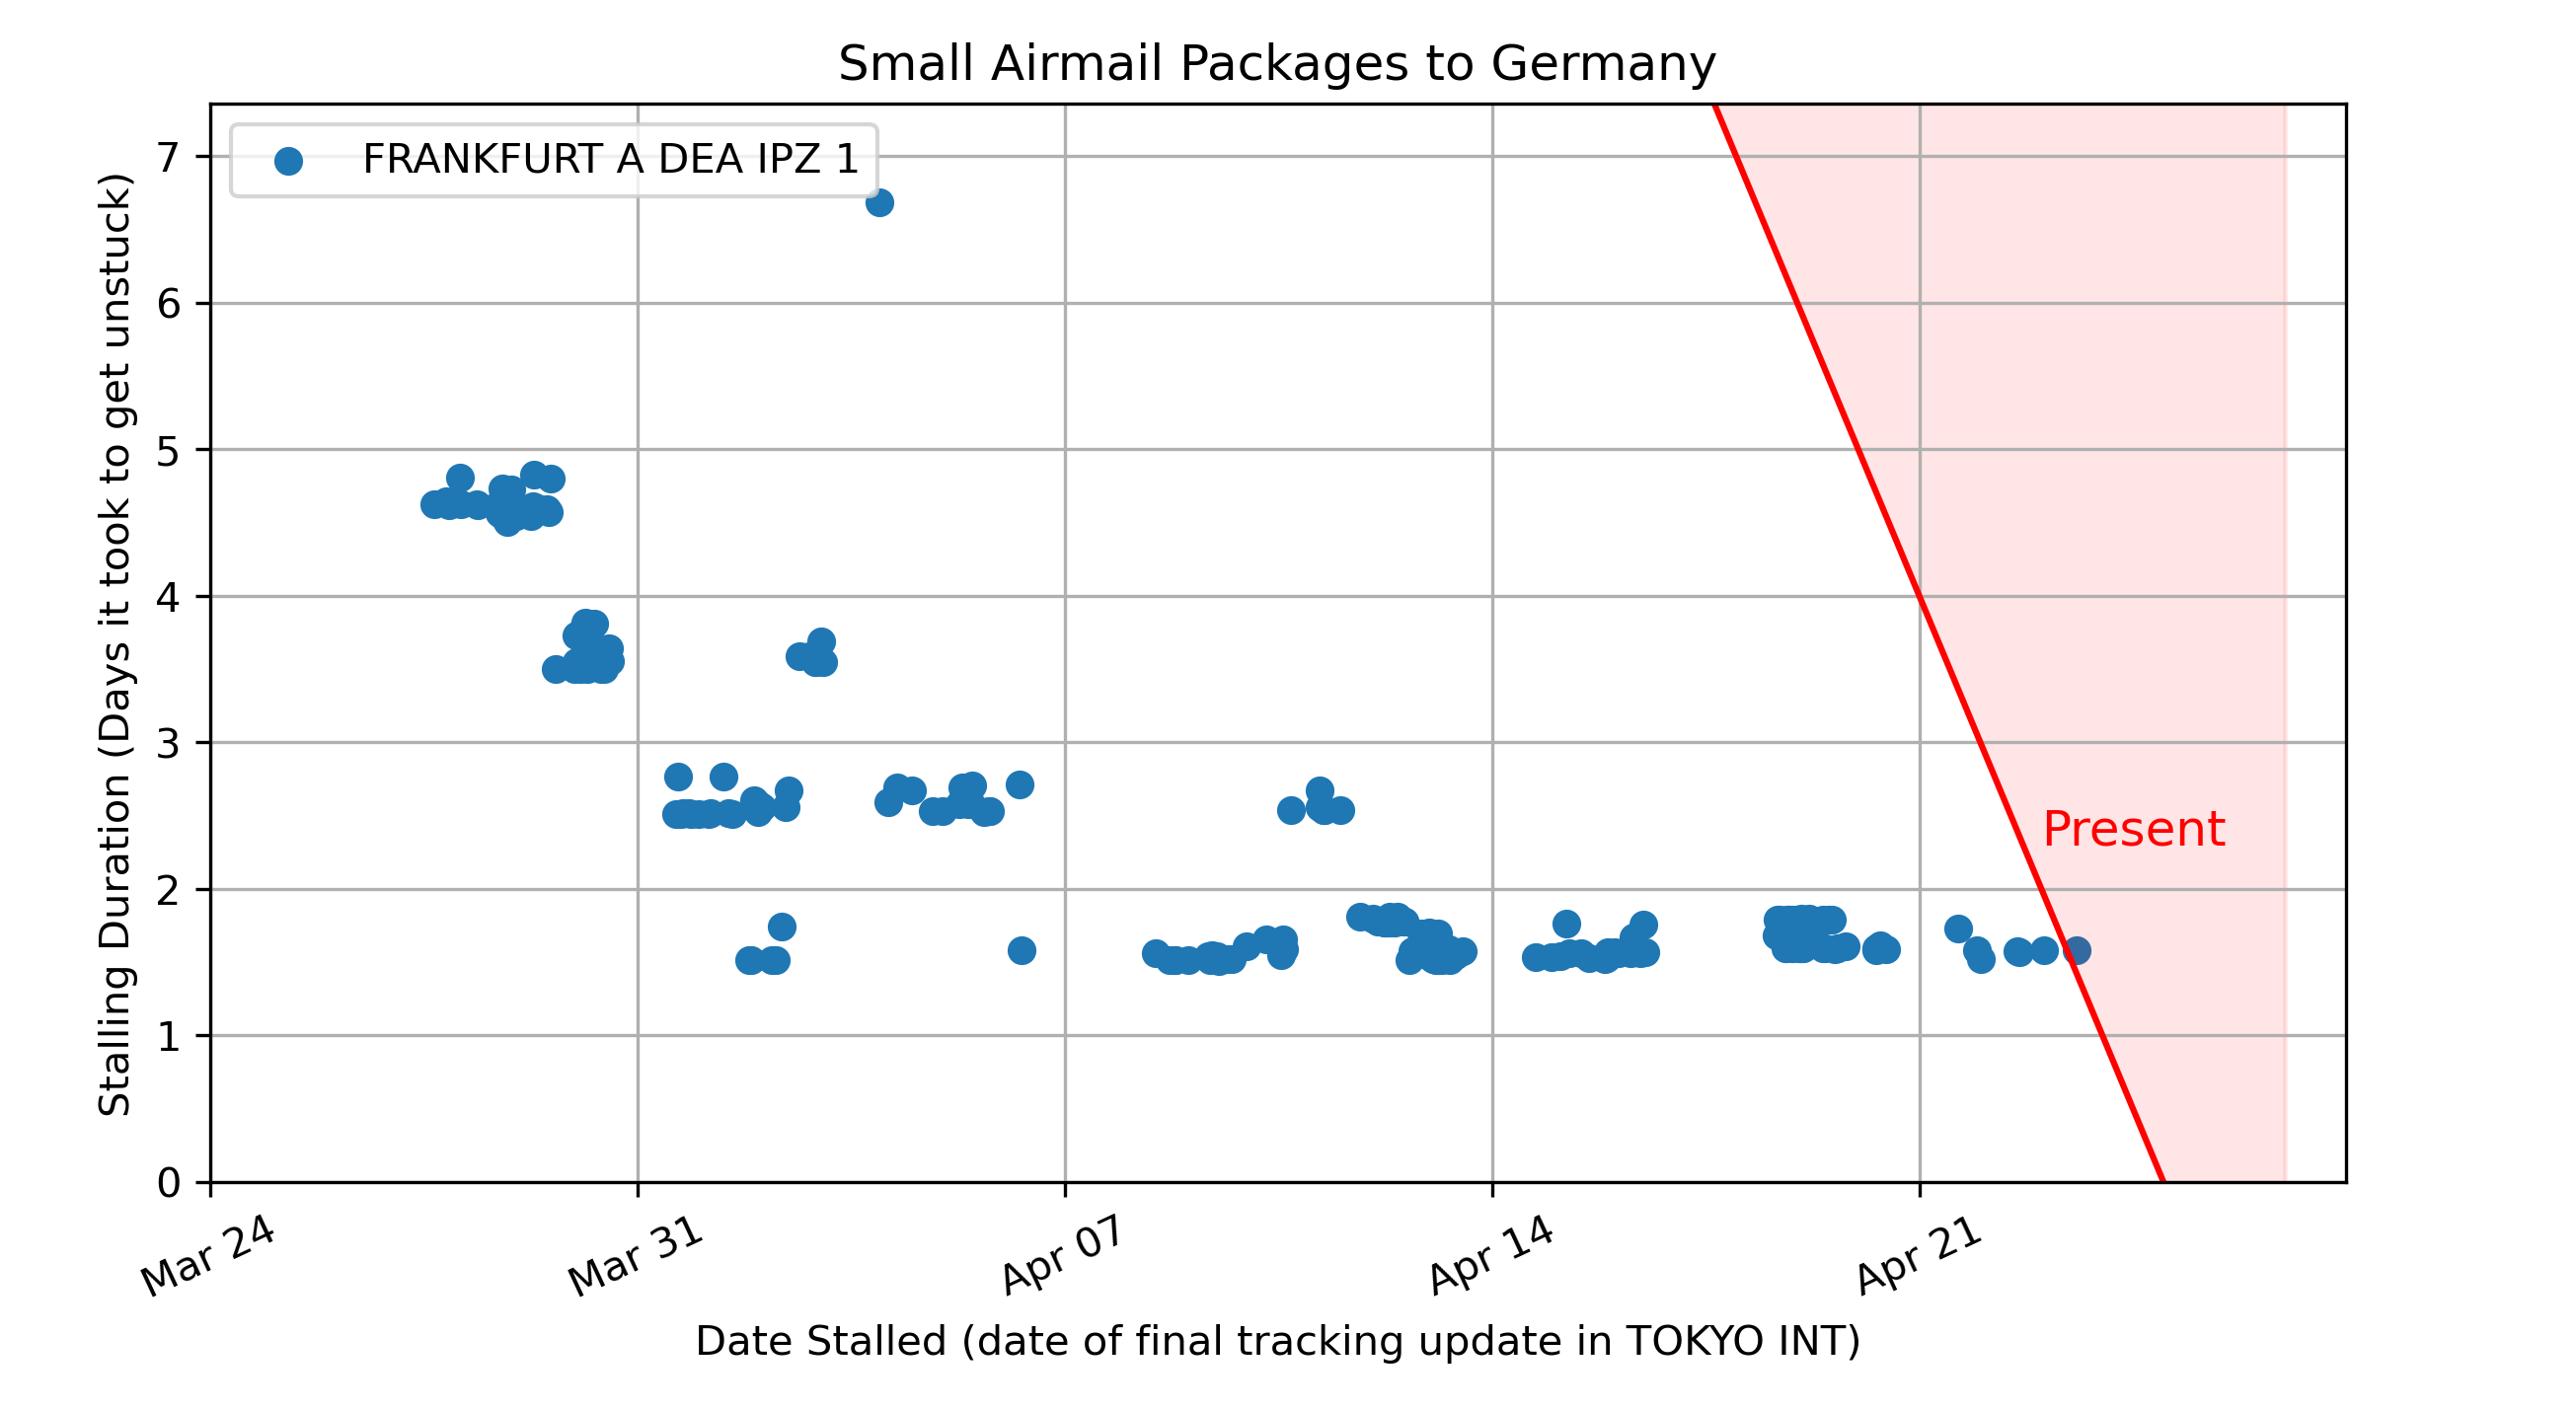 Small Airmail Packages to Germany
FRANKFURT A DEA IPZ 1
Stalling Duration (Days it took to get unstuck)
7
6
5
4
3
2
1
0
Present
Mar 24
Mar 31
Apr 07
Apr 14
Apr 21
Date Stalled (date of final tracking update in TOKYO INT)